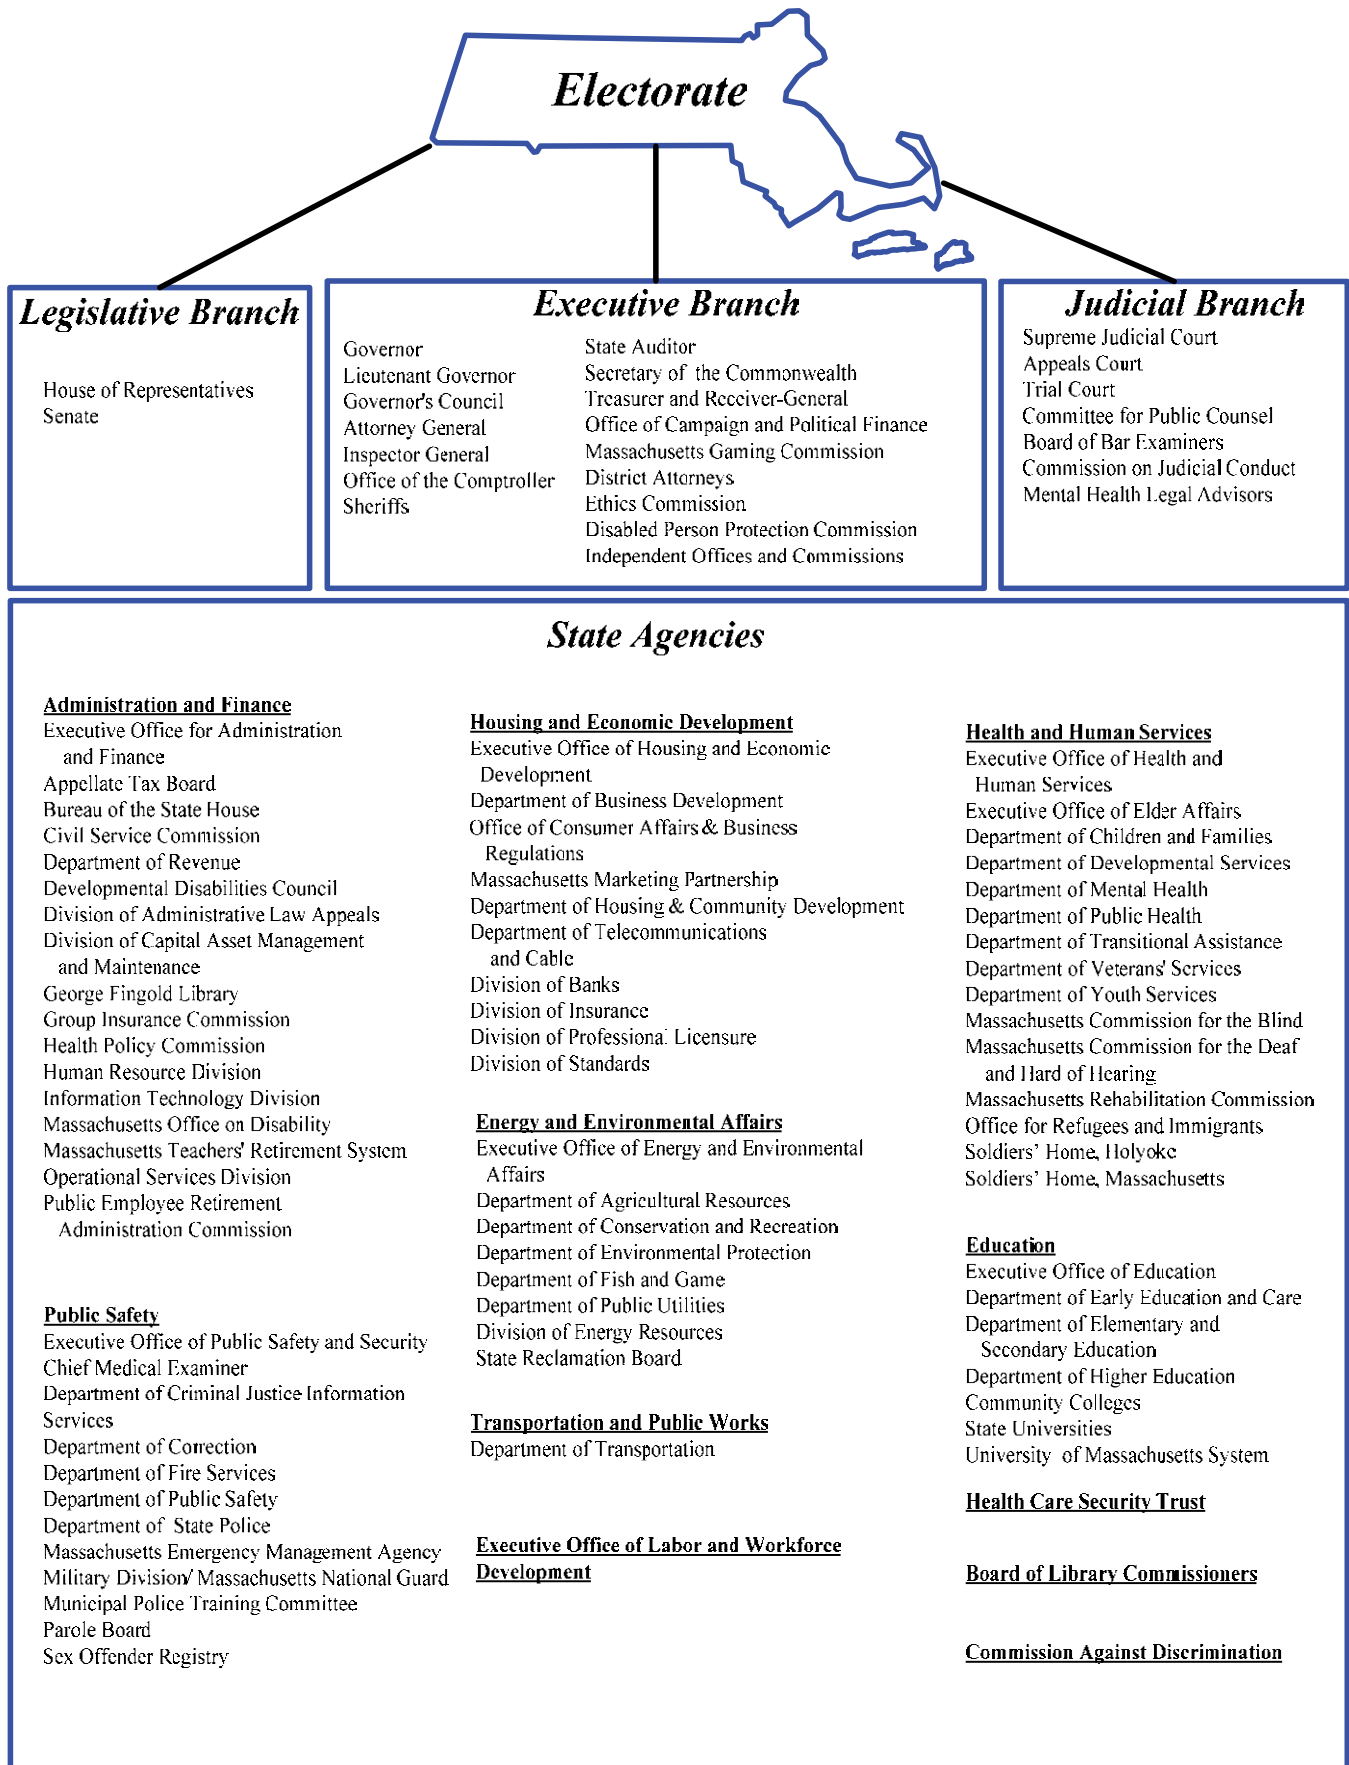 Electorate
Legislative Branch
House of Representatives
Senate
Executive Branch
Governor
Lieutenant Governor
Governor's Council
Attorney General
Inspector General
Office of the Comptroller
Sheriffs
State Auditor
Secretary of the Commonwealth
Treasurer and Receiver-General
Office of Campaign and Political Finance
Massachusetts Gaming Commission
District Attorneys
Ethics Commission
Disabled Person Protection Commission
Independent Offices and Commissions
Judicial Branch
Supreme Judicial Court
Appeals Court
Trial Court
Committee for Public Counsel
Board of Bar Examiners
Commission on Judicial Conduct
Mental Health Legal Advisors
State Agencies
Administration and Finance
Executive Office for Administration
and Finance
Appellate Tax Board
Bureau of the State House
Civil Service Commission
Department of Revenue
Developmental Disabilities Council
Division of Administrative Law Appeals
Division of Capital Asset Management
and Maintenance
George Fingold Library
Group Insurance Commission
Health Policy Commission
Human Resource Division
Information Technology Division
Massachusetts Office on Disability
Massachusetts Teachers' Retirement System
Operational Services Division
Public Employee Retirement
Administration Commission
Public Safety
Executive Office of Public Safety and Security
Chief Medical Examiner
Department of Criminal Justice Information
Services
Department of Correction
Department of Fire Services
Department of Public Safety
Department of State Police
Massachusetts Emergency Management Agency
Military Division/ Massachusetts National Guard
Municipal Police Training Committee
Parole Board
Sex Offender Registry
Housing and Economic Development
Executive Office of Housing and Economic
Development
Department of Business Development
Office of Consumer Affairs & Business
Regulations
Massachusetts Marketing Partnership
Department of Housing & Community Development
Department of Telecommunications
and Cable
Division of Banks
Division of Insurance
Division of Professional Licensure
Division of Standards
Energy and Environmental Affairs
Executive Office of Energy and Environmental
Affairs
Department of Agricultural Resources
Department of Conservation and Recreation
Department of Environmental Protection
Department of Fish and Game
Department of Public Utilities
Division of Energy Resources
State Reclamation Board
Transportation and Public Works
Department of Transportation
Executive Office of Labor and Workforce
Development
Health and Human Services
Executive Office of Health and
Human Services
Executive Office of Elder Affairs
Department of Children and Families
Department of Developmental Services
Department of Mental Health
Department of Public Health
Department of Transitional Assistance
Department of Veterans' Services
Department of Youth Services
Massachusetts Commission for the Blind
Massachusetts Commission for the Deaf
and Hard of Hearing
Massachusetts Rehabilitation Commission
Office for Refugees and Immigrants
Soldiers' Home, Holyoke
Soldiers' Home, Massachusetts
Education
Executive Office of Education
Department of Early Education and Care
Department of Elementary and
Secondary Education
Department of Higher Education
Community Colleges
State Universities
University of Massachusetts System
Health Care Security Trust
Board of Library Commissioners
Commission Against Discrimination